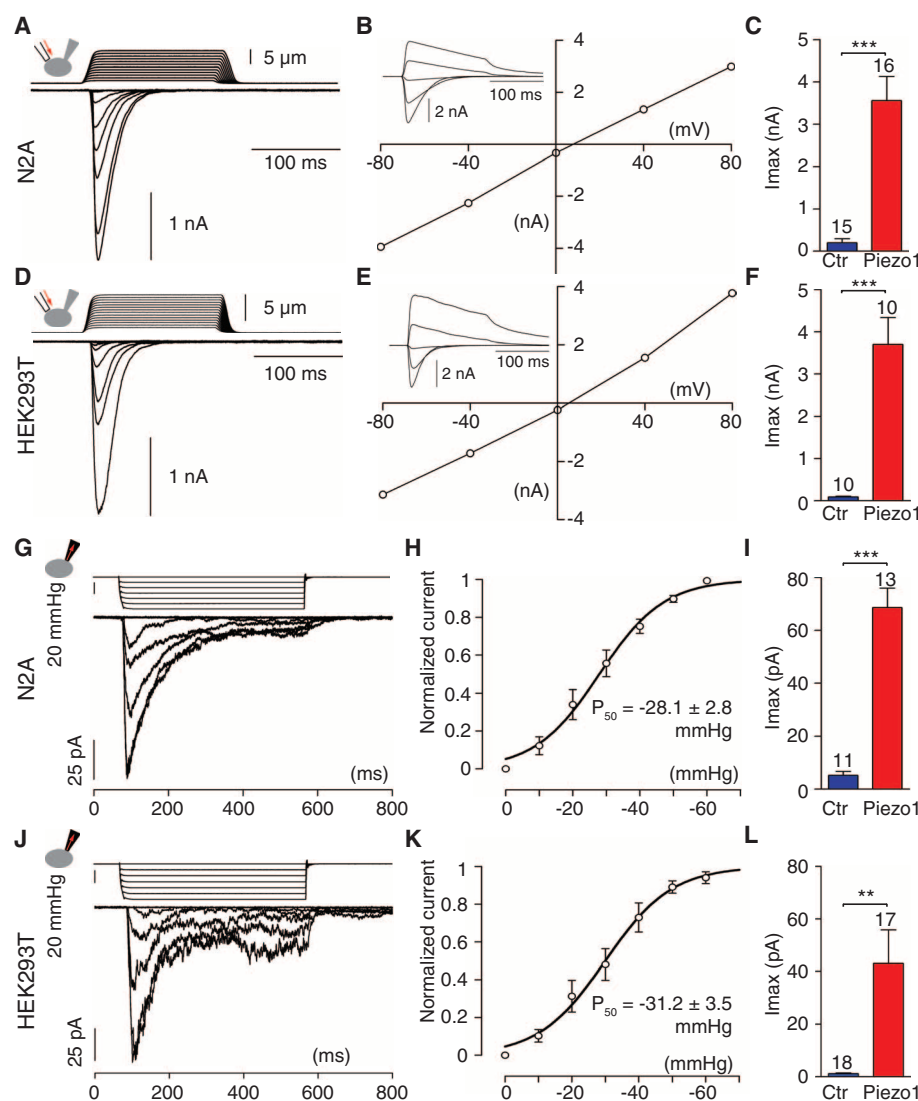 A
5 µm
N2A
100 ms
1 nA
B
100 ms
2 nA
4
2
-2
-4
(mV)
-80
-40
0
40
80
(nA)
C
***
5
4
3
2
1
0
Imax (nA)
15
16
Ctr
Piezo1
D
5 µm
HEK293T
100 ms
1 nA
E
100 ms
2 nA
4
2
-2
-4
(mV)
-80
-40
0
40
80
(nA)
F
***
5
4
3
2
1
0
Imax (nA)
10
10
Ctr
Piezo1
G
20 mmHg
N2A
25 pA
(ms)
0
200
400
600
800
H
Normalized current
1
0.8
0.6
0.4
0.2
0
P50 = -28.1 ± 2.8
mmHg
(mmHg)
0
-20
-40
-60
I
***
80
60
40
20
0
Imax (pA)
11
13
Ctr
Piezo1
J
20 mmHg
HEK293T
25 pA
(ms)
0
200
400
600
800
K
Normalized current
1
0.8
0.6
0.4
0.2
0
P50 = -31.2 ± 3.5
mmHg
(mmHg)
0
-20
-40
-60
L
**
80
60
40
20
0
Imax (pA)
18
17
Ctr
Piezo1